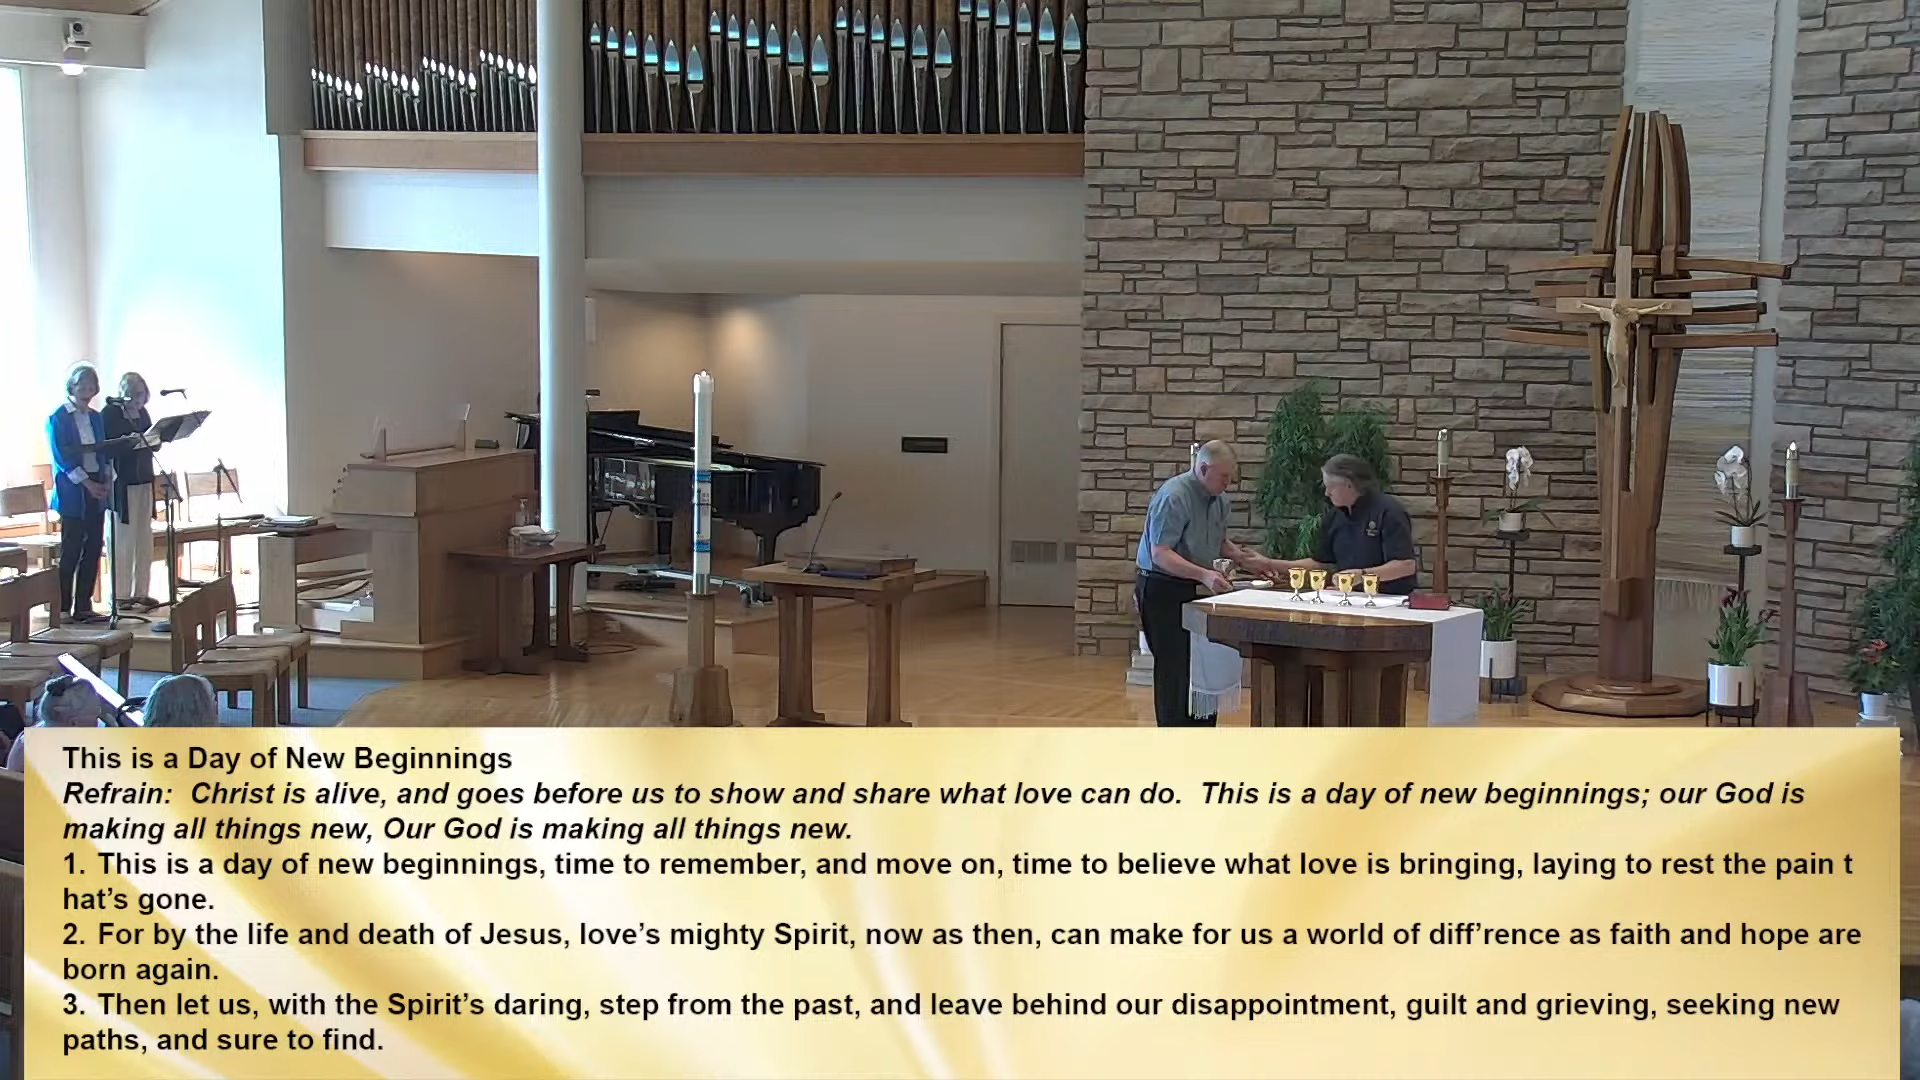 This is a Day of New Beginnings
Refrain:  Christ is alive, and goes before us to show and share what love can do.  This is a day of new beginnings; our God is
making all things new, Our God is making all things new.
1. This is a day of new beginnings, time to remember, and move on, time to believe what love is bringing, laying to rest the pain t
hat’s gone.
2. For by the life and death of Jesus, love’s mighty Spirit, now as then, can make for us a world of diff’rence as faith and hope are
born again.
3. Then let us, with the Spirit’s daring, step from the past, and leave behind our disappointment, guilt and grieving, seeking new
paths, and sure to find.